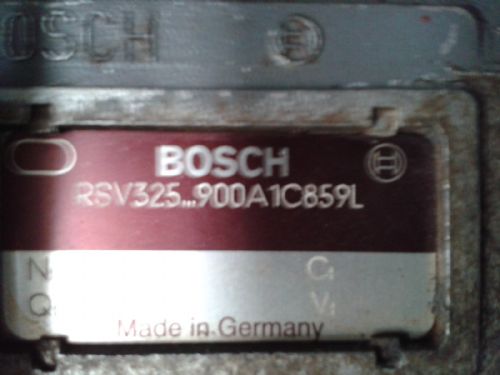 BOSCH
BOSCH
RSV325...900A1C859L
N C
Q V
Made in Germany